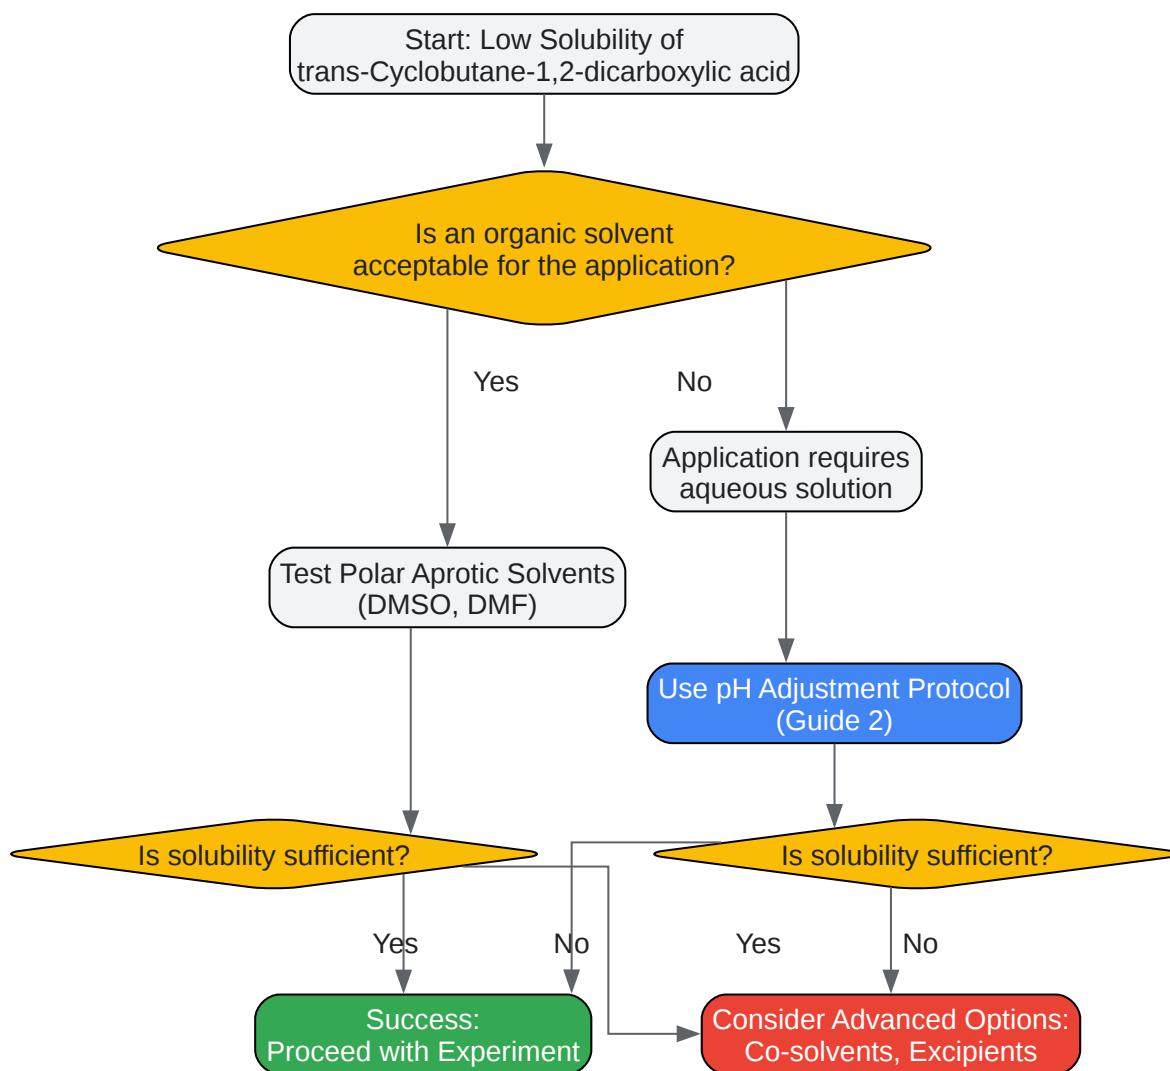 Start: Low Solubility of
trans-Cyclobutane-1,2-dicarboxylic acid
Is an organic solvent
acceptable for the application?
Yes
No
Application requires
aqueous solution
Test Polar Aprotic Solvents
(DMSO, DMF)
Use pH Adjustment Protocol
(Guide 2)
Is solubility sufficient?
Is solubility sufficient?
Yes
No
Yes
No
Success:
Proceed with Experiment
Consider Advanced Options:
Co-solvents, Excipients